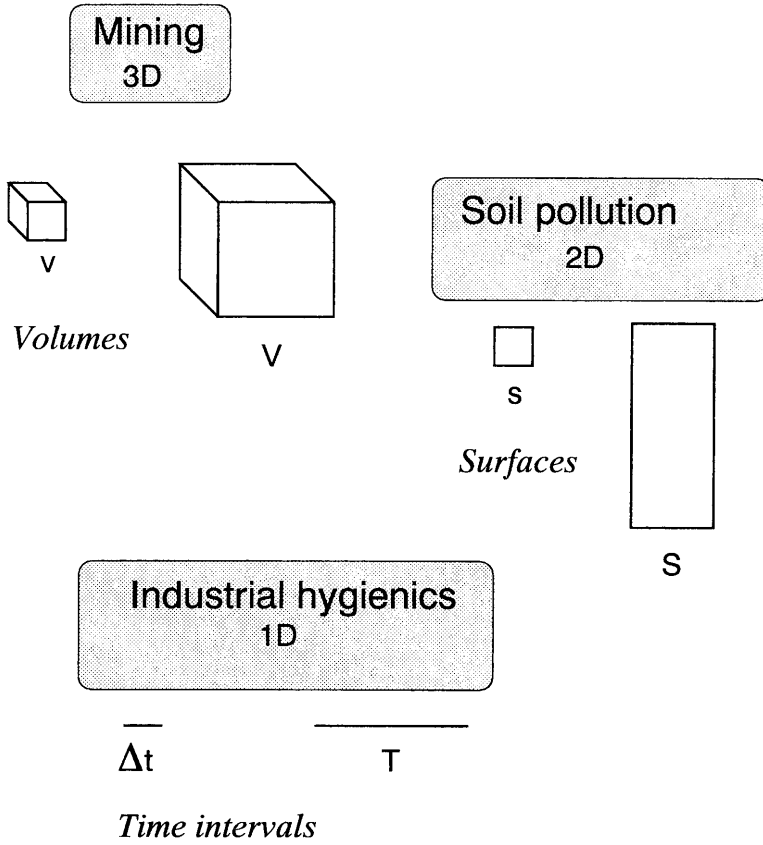 Mining
3D
v
Volumes
V
Soil pollution
2D
s
Surfaces
S
Industrial hygienics
1D
Δt
T
Time intervals